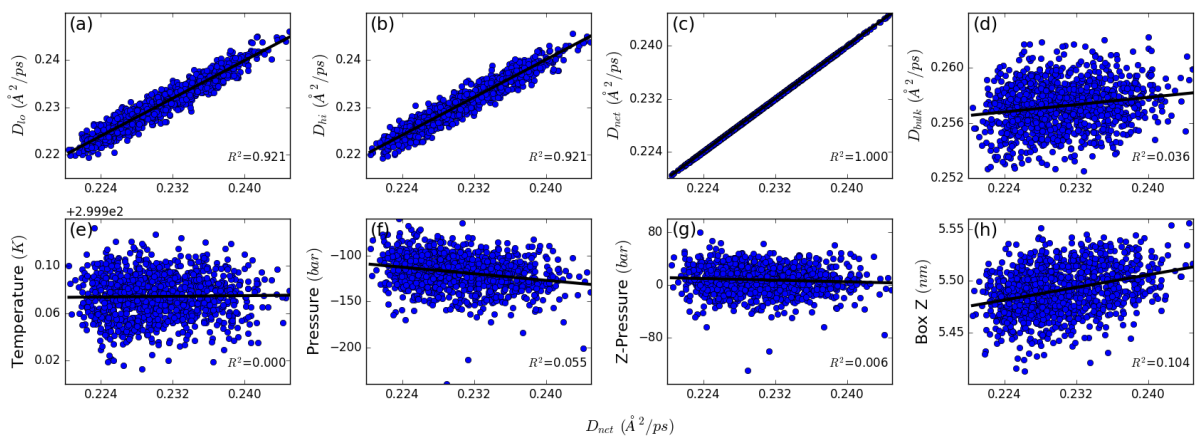 (a) (b) (c) (d)
D_lo (Å²/ps) D_hi (Å²/ps) D_net (Å²/ps) D_bulk (Å²/ps)
0.24 0.24 0.240 0.260
0.23 0.23 0.232 0.256
0.22 0.22 0.224 0.252
R²=0.921 R²=0.921 R²=1.000 R²=0.036
0.224 0.232 0.240 0.224 0.232 0.240 0.224 0.232 0.240 0.224 0.232 0.240
+2.999e2
(e) (f) (g) (h)
Temperature (K) Pressure (bar) Z-Pressure (bar) Box Z (nm)
0.10 −100 80 5.55
0.06 −150 0 5.50
0.02 −200 −80 5.45
R²=0.000 R²=0.055 R²=0.006 R²=0.104
0.224 0.232 0.240 0.224 0.232 0.240 0.224 0.232 0.240 0.224 0.232 0.240
D_net (Å²/ps)